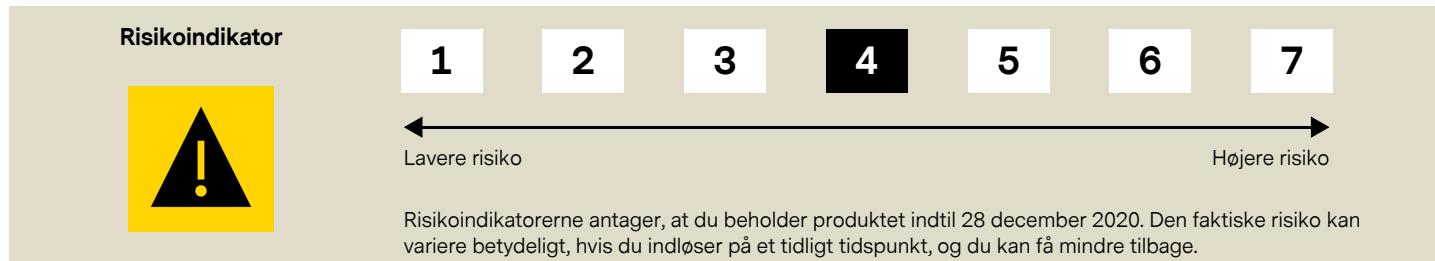 Risikoindikator
1 2 3 4 5 6 7
Lavere risiko Højere risiko
Risikoindikatorerne antager, at du beholder produktet indtil 28 december 2020. Den faktiske risiko kan
variere betydeligt, hvis du indløser på et tidligt tidspunkt, og du kan få mindre tilbage.